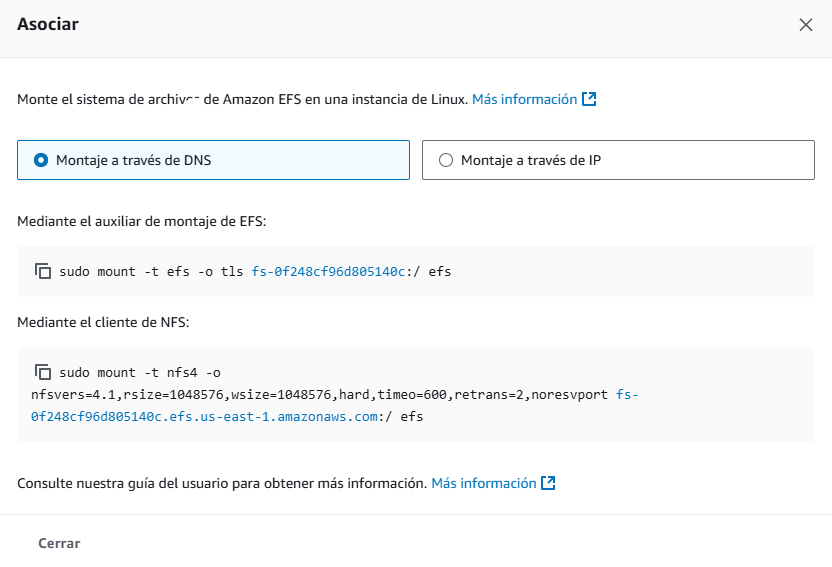 Asociar
Monte el sistema de archivos de Amazon EFS en una instancia de Linux. Más información
Montaje a través de DNS
Montaje a través de IP
Mediante el auxiliar de montaje de EFS:
sudo mount -t efs -o tls fs-0f248cf96d805140c:/ efs
Mediante el cliente de NFS:
sudo mount -t nfs4 -o
nfsvers=4.1,rsize=1048576,wsize=1048576,hard,timeo=600,retrans=2,noresvport fs-
0f248cf96d805140c.efs.us-east-1.amazonaws.com:/ efs
Consulte nuestra guía del usuario para obtener más información. Más información
Cerrar